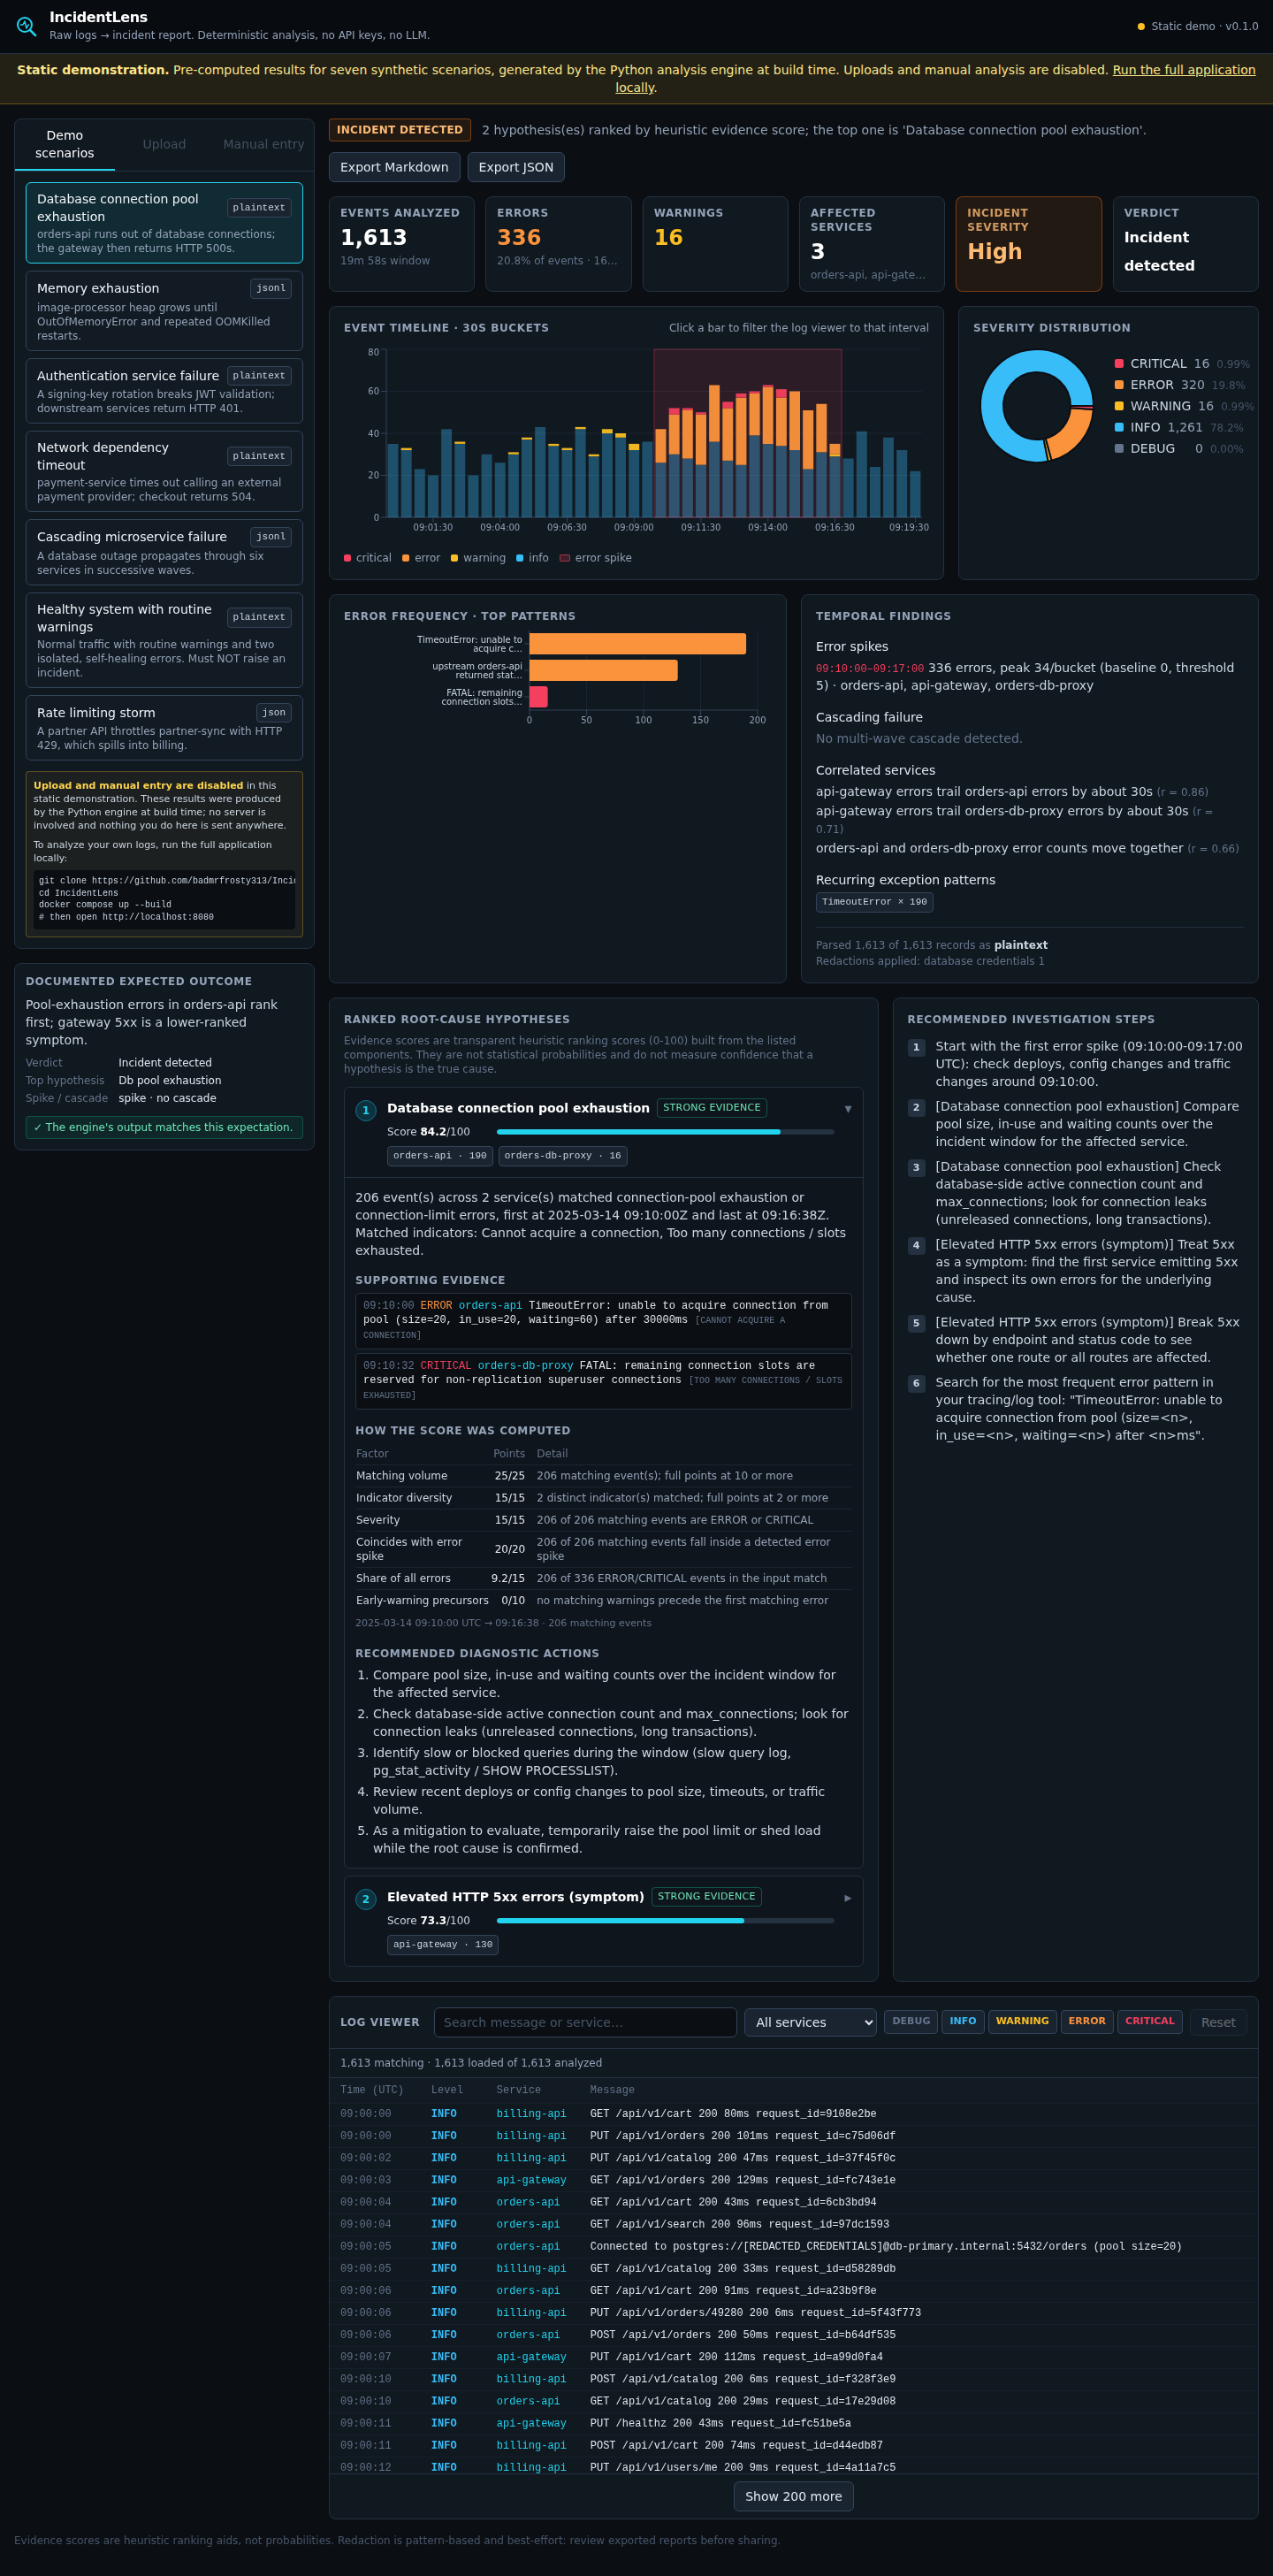 IncidentLens
Raw logs → incident report. Deterministic analysis, no API keys, no LLM.
Static demo · v0.1.0
Static demonstration. Pre-computed results for seven synthetic scenarios, generated by the Python analysis engine at build time. Uploads and manual analysis are disabled. Run the full application
locally.
Demo
scenarios
Upload
Manual entry
Database connection pool
exhaustion
plaintext
orders-api runs out of database connections;
the gateway then returns HTTP 500s.
Memory exhaustion
jsonl
image-processor heap grows until
OutOfMemoryError and repeated OOMKilled
restarts.
Authentication service failure
plaintext
A signing-key rotation breaks JWT validation;
downstream services return HTTP 401.
Network dependency
timeout
plaintext
payment-service times out calling an external
payment provider; checkout returns 504.
Cascading microservice failure
jsonl
A database outage propagates through six
services in successive waves.
Healthy system with routine
warnings
plaintext
Normal traffic with routine warnings and two
isolated, self-healing errors. Must NOT raise an
incident.
Rate limiting storm
json
A partner API throttles partner-sync with HTTP
429, which spills into billing.
Upload and manual entry are disabled in this
static demonstration. These results were produced
by the Python engine at build time; no server is
involved and nothing you do here is sent anywhere.
To analyze your own logs, run the full application
locally:
git clone https://github.com/badmrfrosty313/Inci
cd IncidentLens
docker compose up --build
# then open http://localhost:8080
DOCUMENTED EXPECTED OUTCOME
Pool-exhaustion errors in orders-api rank
first; gateway 5xx is a lower-ranked
symptom.
Verdict Incident detected
Top hypothesis Db pool exhaustion
Spike / cascade spike · no cascade
✓ The engine's output matches this expectation.
INCIDENT DETECTED
2 hypothesis(es) ranked by heuristic evidence score; the top one is 'Database connection pool exhaustion'.
Export Markdown
Export JSON
EVENTS ANALYZED
1,613
19m 58s window
ERRORS
336
20.8% of events · 16…
WARNINGS
16
AFFECTED
SERVICES
3
orders-api, api-gate…
INCIDENT
SEVERITY
High
VERDICT
Incident
detected
EVENT TIMELINE · 30S BUCKETS
Click a bar to filter the log viewer to that interval
80
60
40
20
0
09:01:30 09:04:00 09:06:30 09:09:00 09:11:30 09:14:00 09:16:30 09:19:30
critical error warning info error spike
SEVERITY DISTRIBUTION
CRITICAL 16 0.99%
ERROR 320 19.8%
WARNING 16 0.99%
INFO 1,261 78.2%
DEBUG 0 0.00%
ERROR FREQUENCY · TOP PATTERNS
TimeoutError: unable to
acquire c…
upstream orders-api
returned stat…
FATAL: remaining
connection slots…
0 50 100 150 200
TEMPORAL FINDINGS
Error spikes
09:10:00–09:17:00 336 errors, peak 34/bucket (baseline 0, threshold
5) · orders-api, api-gateway, orders-db-proxy
Cascading failure
No multi-wave cascade detected.
Correlated services
api-gateway errors trail orders-api errors by about 30s (r = 0.86)
api-gateway errors trail orders-db-proxy errors by about 30s (r =
0.71)
orders-api and orders-db-proxy error counts move together (r = 0.66)
Recurring exception patterns
TimeoutError × 190
Parsed 1,613 of 1,613 records as plaintext
Redactions applied: database credentials 1
RANKED ROOT-CAUSE HYPOTHESES
Evidence scores are transparent heuristic ranking scores (0-100) built from the listed
components. They are not statistical probabilities and do not measure confidence that a
hypothesis is the true cause.
1
Database connection pool exhaustion STRONG EVIDENCE ▼
Score 84.2/100
orders-api · 190 orders-db-proxy · 16
206 event(s) across 2 service(s) matched connection-pool exhaustion or
connection-limit errors, first at 2025-03-14 09:10:00Z and last at 09:16:38Z.
Matched indicators: Cannot acquire a connection, Too many connections / slots
exhausted.
SUPPORTING EVIDENCE
09:10:00 ERROR orders-api TimeoutError: unable to acquire connection from
pool (size=20, in_use=20, waiting=60) after 30000ms [CANNOT ACQUIRE A
CONNECTION]
09:10:32 CRITICAL orders-db-proxy FATAL: remaining connection slots are
reserved for non-replication superuser connections [TOO MANY CONNECTIONS / SLOTS
EXHAUSTED]
HOW THE SCORE WAS COMPUTED
Factor Points Detail
Matching volume 25/25 206 matching event(s); full points at 10 or more
Indicator diversity 15/15 2 distinct indicator(s) matched; full points at 2 or more
Severity 15/15 206 of 206 matching events are ERROR or CRITICAL
Coincides with error
spike
20/20
206 of 206 matching events fall inside a detected error
spike
Share of all errors 9.2/15 206 of 336 ERROR/CRITICAL events in the input match
Early-warning precursors 0/10 no matching warnings precede the first matching error
2025-03-14 09:10:00 UTC → 09:16:38 · 206 matching events
RECOMMENDED DIAGNOSTIC ACTIONS
1. Compare pool size, in-use and waiting counts over the incident window for
the affected service.
2. Check database-side active connection count and max_connections; look for
connection leaks (unreleased connections, long transactions).
3. Identify slow or blocked queries during the window (slow query log,
pg_stat_activity / SHOW PROCESSLIST).
4. Review recent deploys or config changes to pool size, timeouts, or traffic
volume.
5. As a mitigation to evaluate, temporarily raise the pool limit or shed load
while the root cause is confirmed.
2
Elevated HTTP 5xx errors (symptom) STRONG EVIDENCE ▶
Score 73.3/100
api-gateway · 130
RECOMMENDED INVESTIGATION STEPS
1 Start with the first error spike (09:10:00-09:17:00
UTC): check deploys, config changes and traffic
changes around 09:10:00.
2 [Database connection pool exhaustion] Compare
pool size, in-use and waiting counts over the
incident window for the affected service.
3 [Database connection pool exhaustion] Check
database-side active connection count and
max_connections; look for connection leaks
(unreleased connections, long transactions).
4 [Elevated HTTP 5xx errors (symptom)] Treat 5xx
as a symptom: find the first service emitting 5xx
and inspect its own errors for the underlying
cause.
5 [Elevated HTTP 5xx errors (symptom)] Break 5xx
down by endpoint and status code to see
whether one route or all routes are affected.
6 Search for the most frequent error pattern in
your tracing/log tool: "TimeoutError: unable to
acquire connection from pool (size=<n>,
in_use=<n>, waiting=<n>) after <n>ms".
LOG VIEWER
Search message or service…
All services
DEBUG INFO WARNING ERROR CRITICAL
Reset
1,613 matching · 1,613 loaded of 1,613 analyzed
Time (UTC) Level Service Message
09:00:00 INFO billing-api GET /api/v1/cart 200 80ms request_id=9108e2be
09:00:00 INFO billing-api PUT /api/v1/orders 200 101ms request_id=c75d06df
09:00:02 INFO billing-api PUT /api/v1/catalog 200 47ms request_id=37f45f0c
09:00:03 INFO api-gateway GET /api/v1/orders 200 129ms request_id=fc743e1e
09:00:04 INFO orders-api GET /api/v1/cart 200 43ms request_id=6cb3bd94
09:00:04 INFO orders-api GET /api/v1/search 200 96ms request_id=97dc1593
09:00:05 INFO orders-api Connected to postgres://[REDACTED_CREDENTIALS]@db-primary.internal:5432/orders (pool size=20)
09:00:05 INFO billing-api GET /api/v1/catalog 200 33ms request_id=d58289db
09:00:06 INFO orders-api GET /api/v1/cart 200 91ms request_id=a23b9f8e
09:00:06 INFO billing-api PUT /api/v1/orders/49280 200 6ms request_id=5f43f773
09:00:06 INFO orders-api POST /api/v1/orders 200 50ms request_id=b64df535
09:00:07 INFO api-gateway PUT /api/v1/cart 200 112ms request_id=a99d0fa4
09:00:10 INFO billing-api POST /api/v1/catalog 200 6ms request_id=f328f3e9
09:00:10 INFO orders-api GET /api/v1/catalog 200 29ms request_id=17e29d08
09:00:11 INFO api-gateway PUT /healthz 200 43ms request_id=fc51be5a
09:00:11 INFO billing-api POST /api/v1/cart 200 74ms request_id=d44edb87
09:00:12 INFO billing-api PUT /api/v1/users/me 200 9ms request_id=4a11a7c5
Show 200 more
Evidence scores are heuristic ranking aids, not probabilities. Redaction is pattern-based and best-effort: review exported reports before sharing.